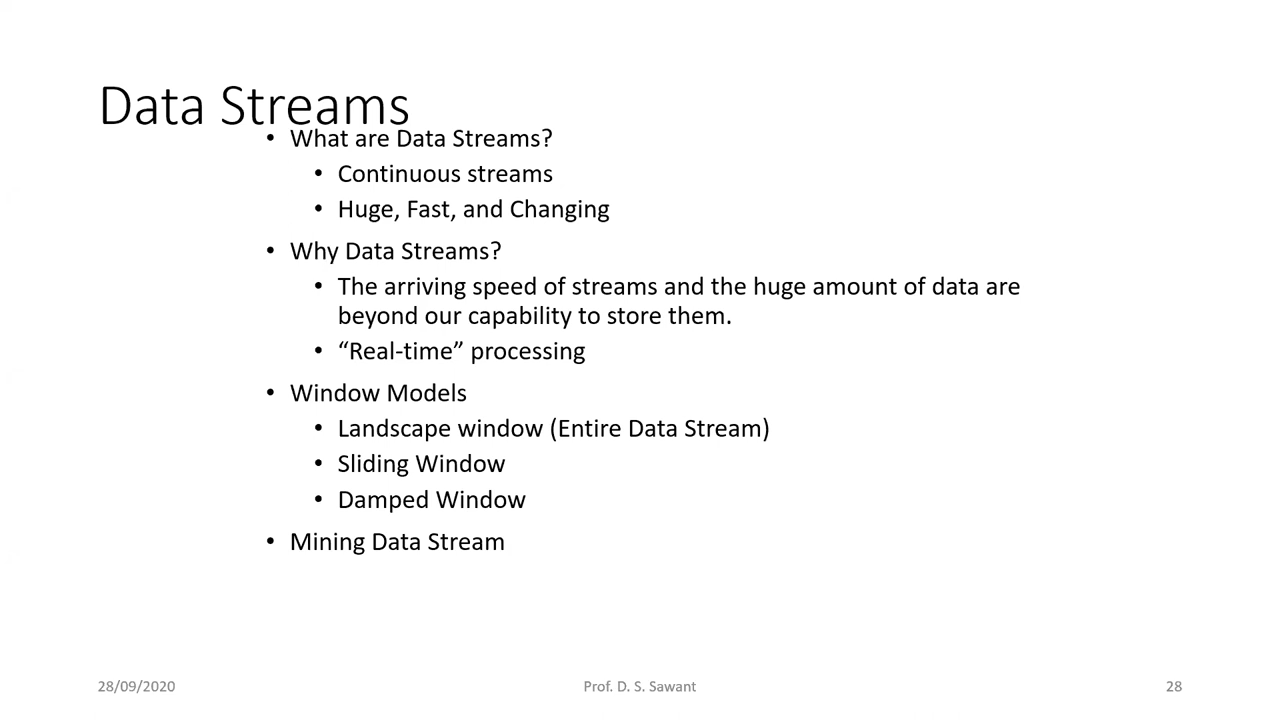 Data Streams
• What are Data Streams?
• Continuous streams
• Huge, Fast, and Changing
• Why Data Streams?
• The arriving speed of streams and the huge amount of data are
beyond our capability to store them.
• “Real-time” processing
• Window Models
• Landscape window (Entire Data Stream)
• Sliding Window
• Damped Window
• Mining Data Stream
28/09/2020
Prof. D. S. Sawant
28